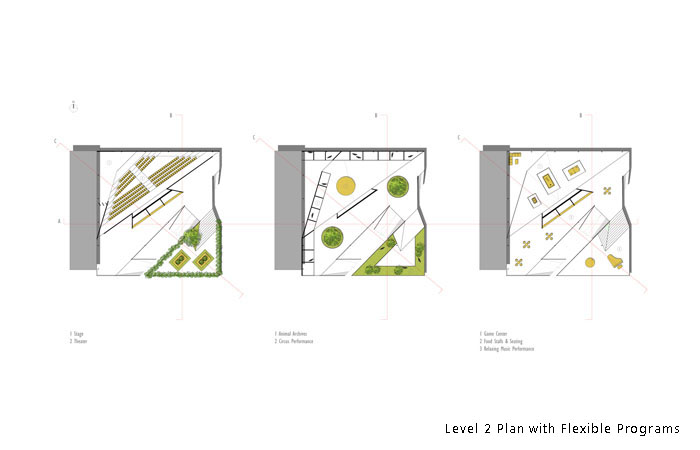 B
B
B
C
C
C
A
1 Stage
2 Theater
1 Animal Archives
2 Circus Performance
1 Game Center
2 Food Stalls & Seating
3 Relaxing Music Performance
Level 2 Plan with Flexible Programs